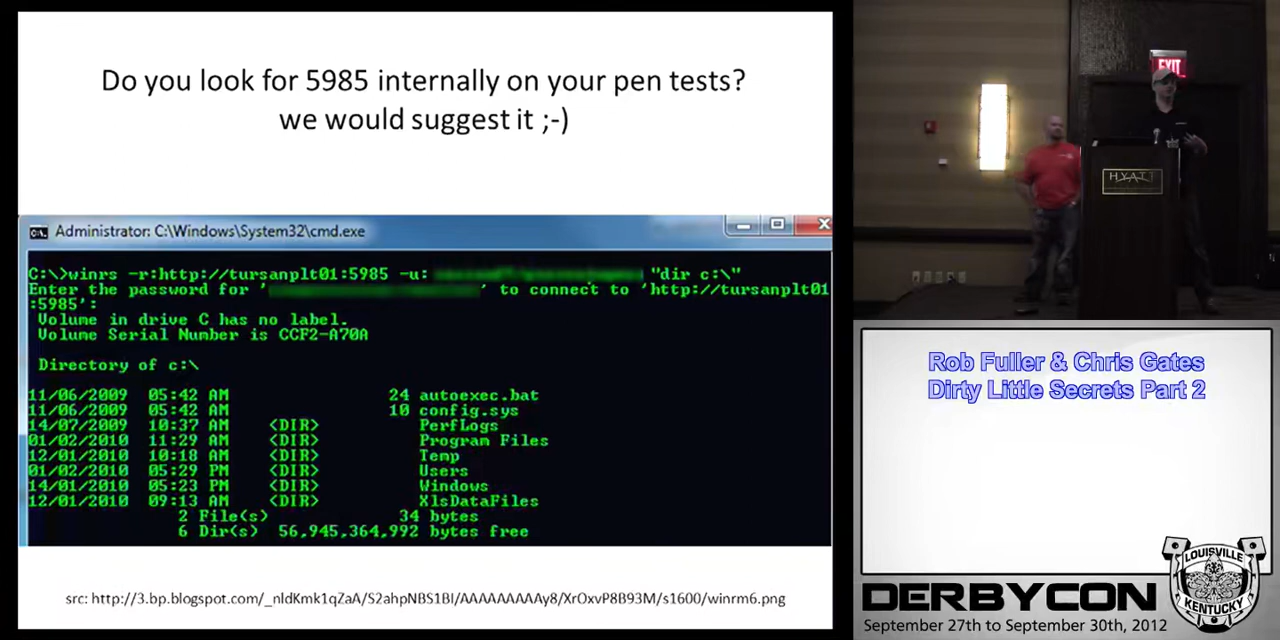 Do you look for 5985 internally on your pen tests?
we would suggest it ;-)
Administrator: C:\Windows\System32\cmd.exe
C:\>winrs -r:http://tursanplt01:5985 -u: "dir c:\"
Enter the password for ' ' to connect to 'http://tursanplt01
:5985':
Volume in drive C has no label.
Volume Serial Number is CCF2-A70A
Directory of c:\
11/06/2009 05:42 AM 24 autoexec.bat
11/06/2009 05:42 AM 10 config.sys
14/07/2009 10:37 AM <DIR> PerfLogs
01/02/2010 11:29 AM <DIR> Program Files
12/01/2010 10:18 AM <DIR> Temp
01/02/2010 05:29 PM <DIR> Users
14/01/2010 05:23 PM <DIR> Windows
12/01/2010 09:13 AM <DIR> XlsDataFiles
2 File(s) 34 bytes
6 Dir(s) 56,945,364,992 bytes free
src: http://3.bp.blogspot.com/_nldKmk1qZaA/S2ahpNBS1BI/AAAAAAAAAy8/XrOxvP8B93M/s1600/winrm6.png
EXIT
HYATT
Rob Fuller & Chris Gates
Dirty Little Secrets Part 2
LOUISVILLE
KENTUCKY
DERBYCON
September 27th to September 30th, 2012